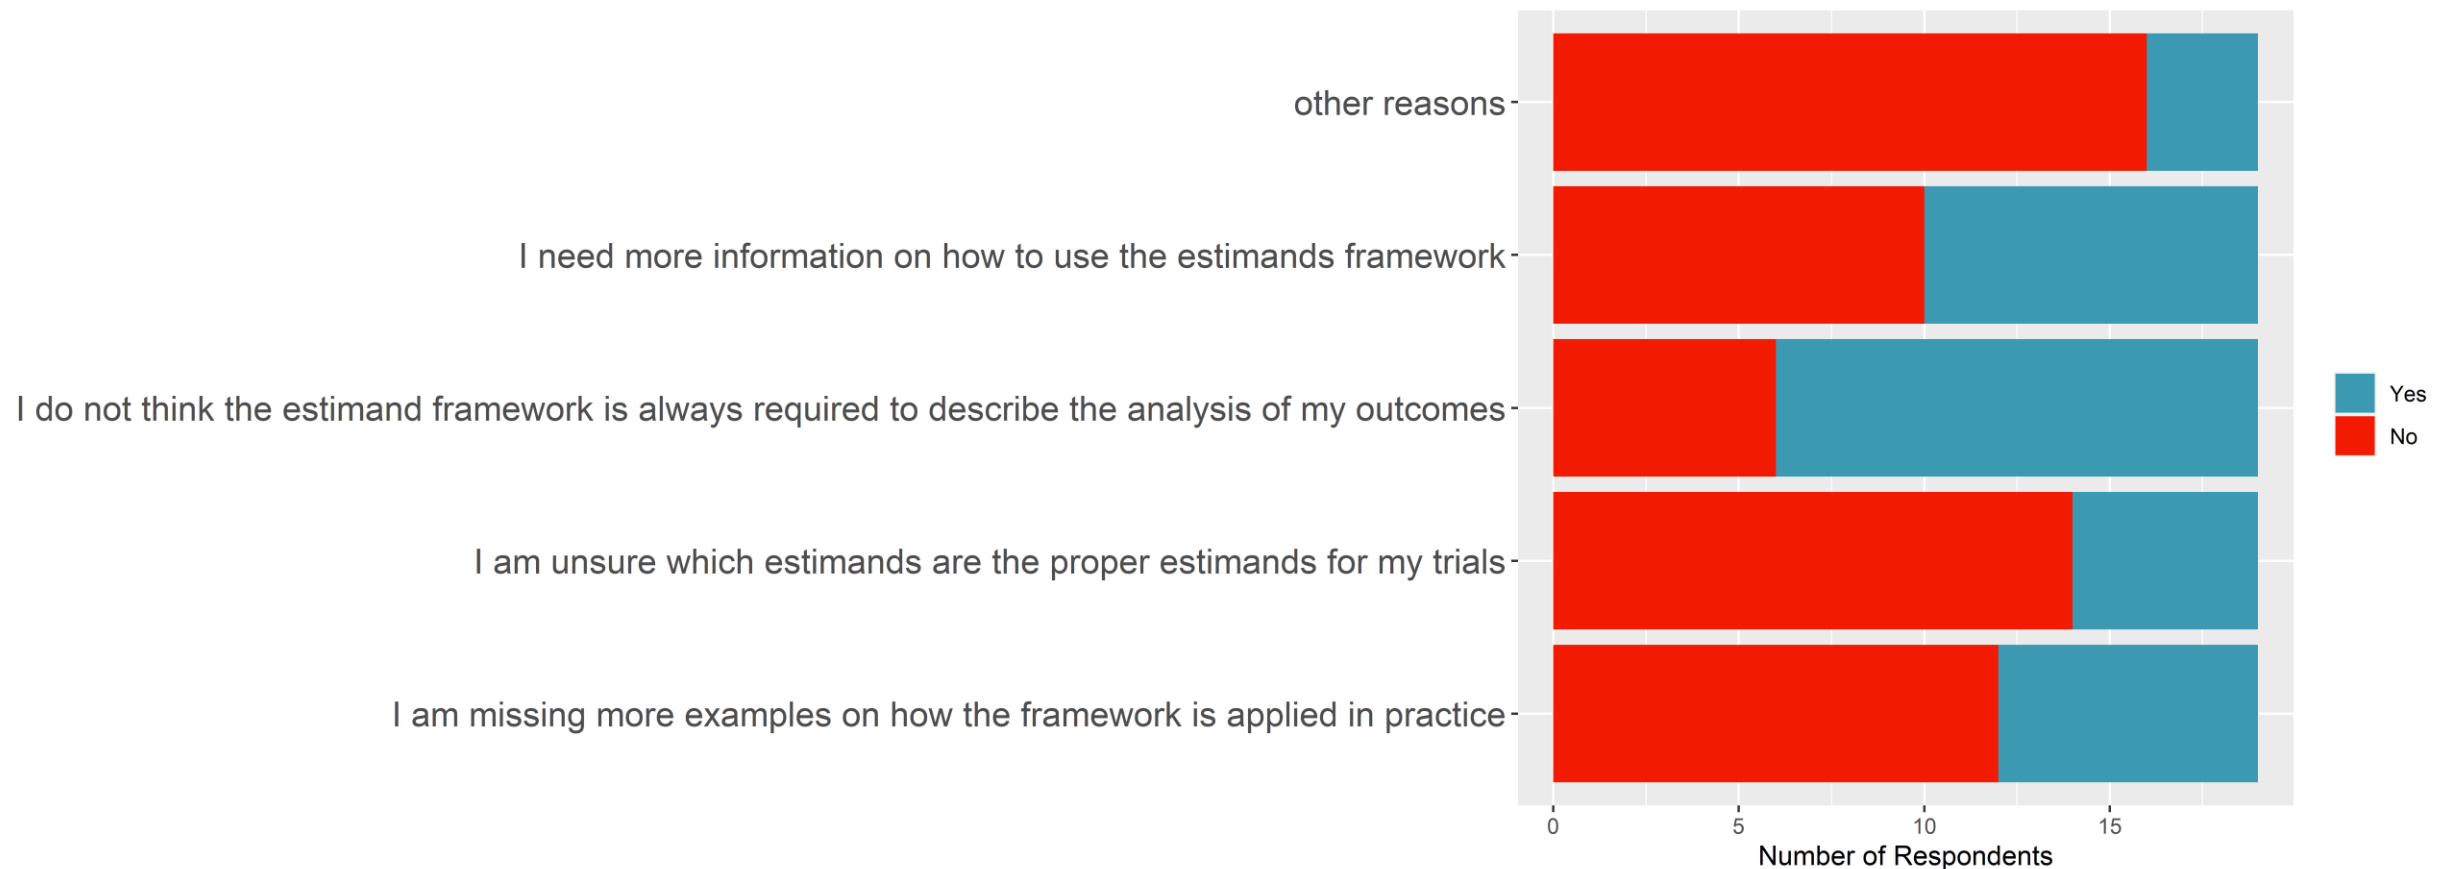 other reasons
I need more information on how to use the estimands framework
I do not think the estimand framework is always required to describe the analysis of my outcomes
I am unsure which estimands are the proper estimands for my trials
I am missing more examples on how the framework is applied in practice
0 5 10 15
Number of Respondents
Yes
No